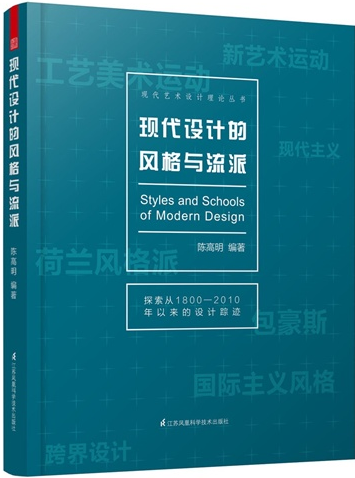 现代设计的风格与流派
陈高明 编著
工艺美术运动
新艺术运动
现代艺术设计理论丛书
现代设计的
风格与流派
Styles and Schools
of Modern Design
陈高明 编著
现代主义
荷兰风格派
探索从1800—2010
年以来的设计踪迹
包豪斯
国际主义风格
跨界设计
江苏凤凰科学技术出版社